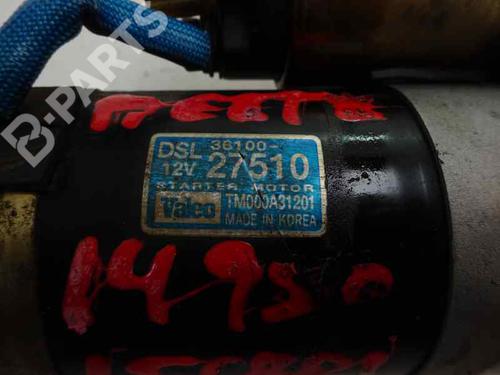 B-PARTS
DSL 36100-
12V 27510
STARTER MOTOR
Valeo TM000A31201
MADE IN KOREA
14950